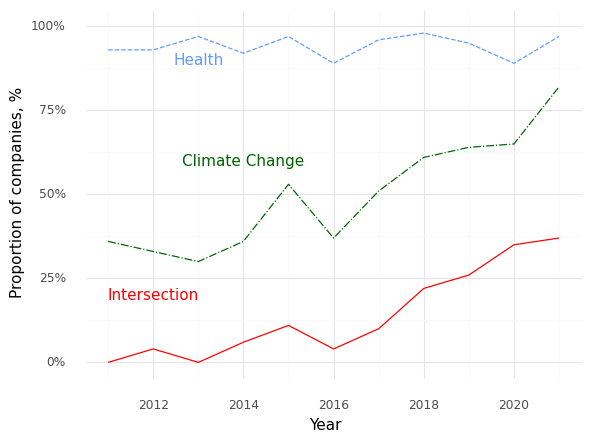 100%
Health
75%
Climate Change
50%
25%
Intersection
0%
Proportion of companies, %
2012 2014 2016 2018 2020
Year